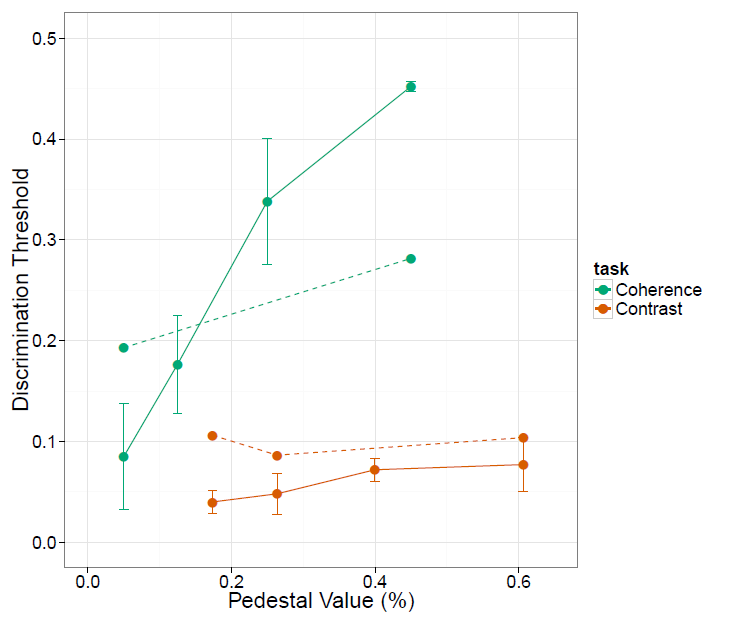 Discrimination Threshold
0.5
0.4
0.3
0.2
0.1
0.0
0.0 0.2 0.4 0.6
Pedestal Value (%)
task
Coherence
Contrast